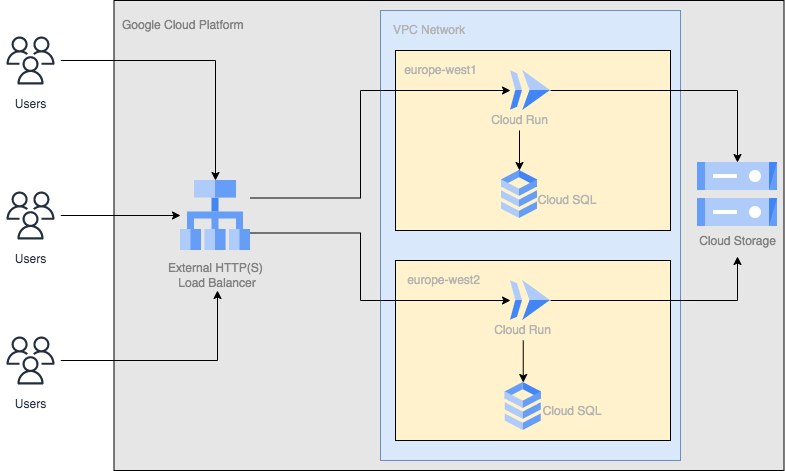 Google Cloud Platform
VPC Network
Users
europe-west1
Cloud Run
Cloud SQL
Users
External HTTP(S)
Load Balancer
Cloud Storage
europe-west2
Cloud Run
Cloud SQL
Users